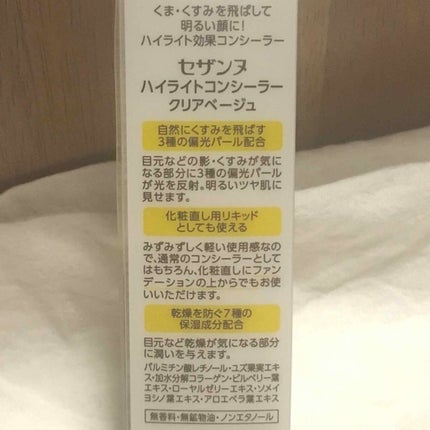 くま・くすみを飛ばして
明るい顔に!
ハイライト効果コンシーラー
セザンヌ
ハイライトコンシーラー
クリアベージュ
自然にくすみを飛ばす
3種の偏光パール配合
目元などの影・くすみが気に
なる部分に3種の偏光パール
が光を反射。明るいツヤ肌に
見せます。
化粧直し用リキッド
としても使える
みずみずしく軽い使用感なの
で、通常のコンシーラーとして
はもちろん、化粧直しにファン
デーションの上からでもお使
いいただけます。
乾燥を防ぐ7種の
保湿成分配合
目元など乾燥が気になる部分
に潤いを与えます。
パルミチン酸レチノール・ユズ果実エキ
ス・加水分解コラーゲン・ビルベリー葉
エキス・ローヤルゼリーエキス・ソメイ
ヨシノ葉エキス・アロエベラ葉エキス
無香料・無鉱物油・ノンエタノール